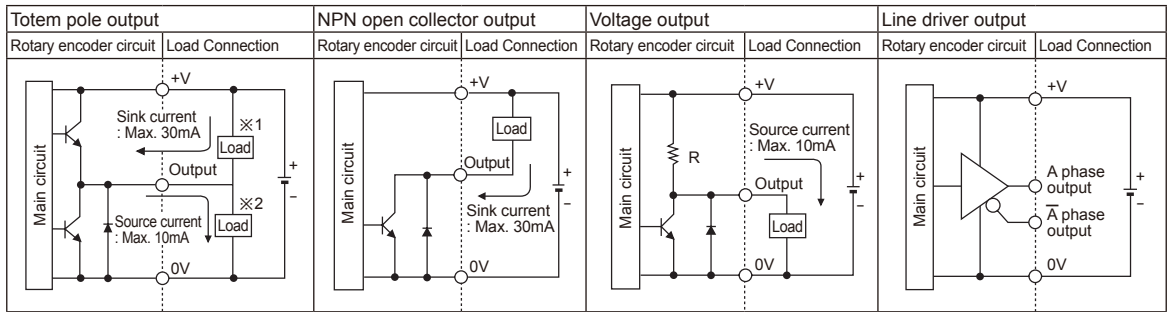 Totem pole output
Rotary encoder circuit
Load Connection
Main circuit
+V
Sink current
: Max. 30mA
※1
Load
Output
※2
Load
Source current
: Max. 10mA
0V
+
−
NPN open collector output
Rotary encoder circuit
Load Connection
Main circuit
+V
Load
Output
Sink current
: Max. 30mA
0V
+
−
Voltage output
Rotary encoder circuit
Load Connection
Main circuit
+V
Source current
: Max. 10mA
R
Output
Load
0V
+
−
Line driver output
Rotary encoder circuit
Load Connection
Main circuit
+V
A phase
output
A̅ phase
output
0V
+
−